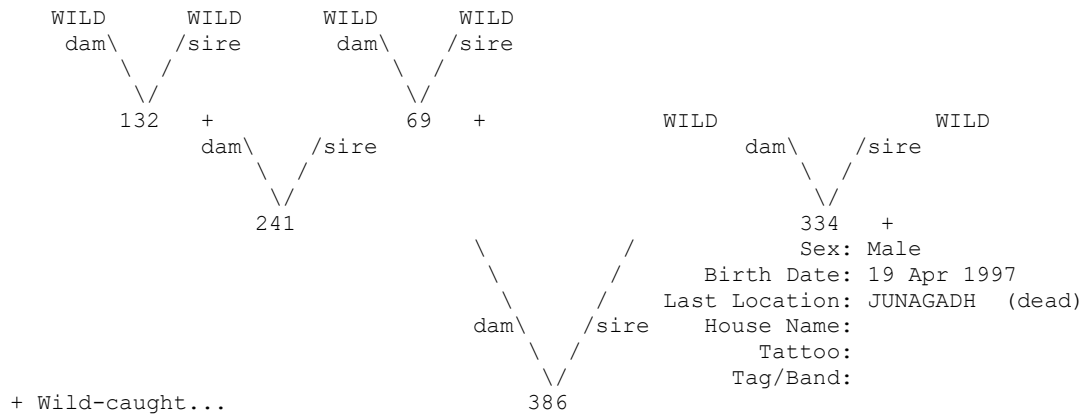 WILD WILD WILD WILD
dam\ /sire dam\ /sire
\ / \ /
\/ \/
132 + 69 + WILD WILD
dam\ /sire dam\ /sire
\ / \ /
\/ \/
241 334 +
\ / Sex: Male
\ / Birth Date: 19 Apr 1997
\ / Last Location: JUNAGADH (dead)
dam\ /sire House Name:
\ / Tattoo:
\/ Tag/Band:
+ Wild-caught... 386